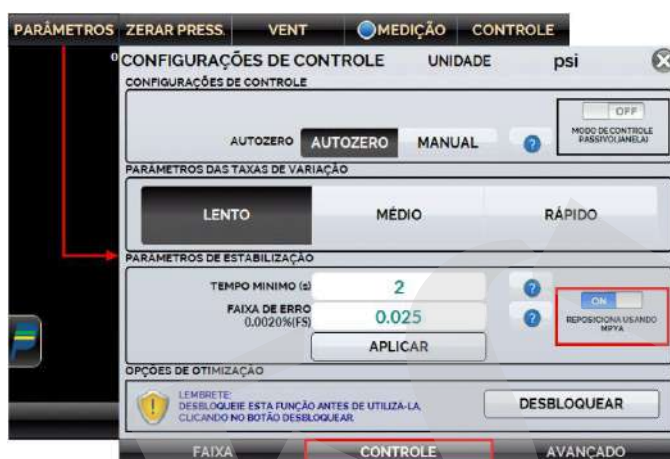 PARÂMETROS ZERAR PRESS. VENT MEDIÇÃO CONTROLE
0
CONFIGURAÇÕES DE CONTROLE UNIDADE psi
CONFIGURAÇÕES DE CONTROLE
OFF
MODO DE CONTROLE
PASSIVO(JANELA)
AUTOZERO AUTOZERO MANUAL ?
PARÂMETROS DAS TAXAS DE VARIAÇÃO
LENTO MÉDIO RÁPIDO
PARÂMETROS DE ESTABILIZAÇÃO
TEMPO MINIMO (s) 2 ?
ON
REPOSICIONA USANDO
MPYA
FAIXA DE ERRO
0.0020%(FS) 0.025 ?
APLICAR
OPÇÕES DE OTIMIZAÇÃO
LEMBRETE:
DESBLOQUEIE ESTA FUNÇÃO ANTES DE UTILIZÁ-LA,
CLICANDO NO BOTÃO DESBLOQUEAR.
DESBLOQUEAR
FAIXA CONTROLE AVANÇADO